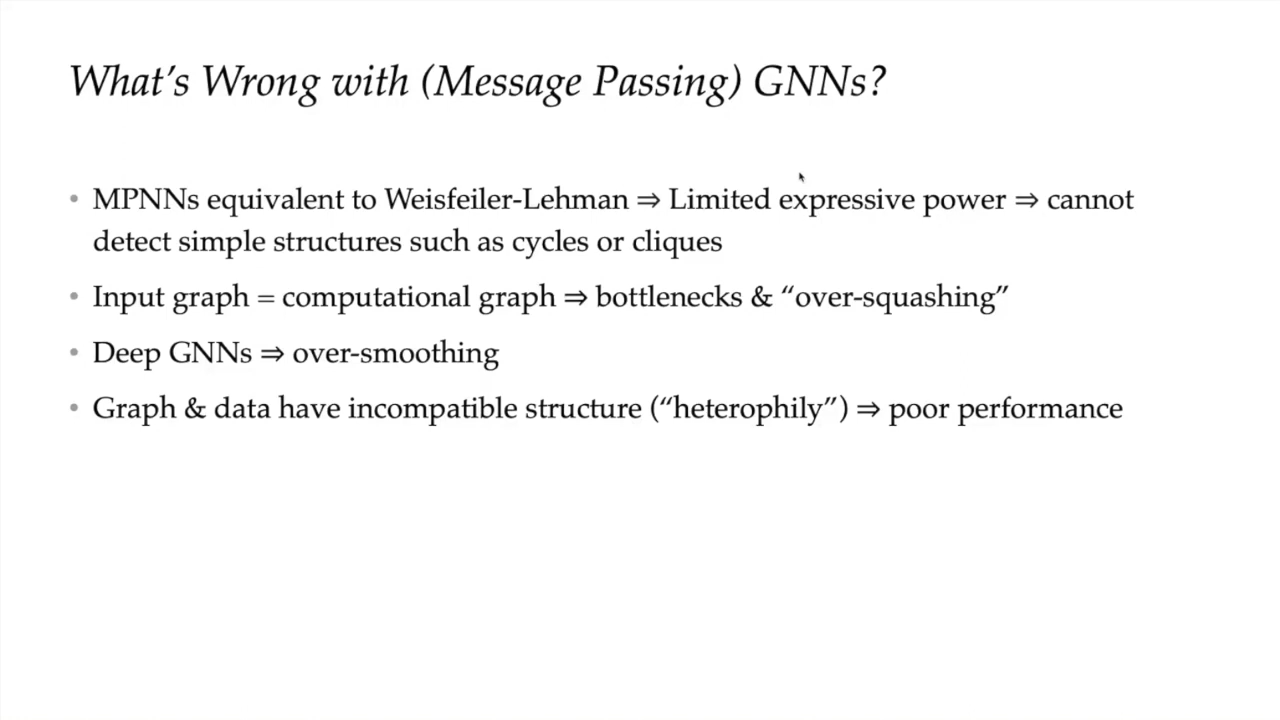 What’s Wrong with (Message Passing) GNNs?
• MPNNs equivalent to Weisfeiler-Lehman ⇒ Limited expressive power ⇒ cannot
detect simple structures such as cycles or cliques
• Input graph = computational graph ⇒ bottlenecks & “over-squashing”
• Deep GNNs ⇒ over-smoothing
• Graph & data have incompatible structure (“heterophily”) ⇒ poor performance